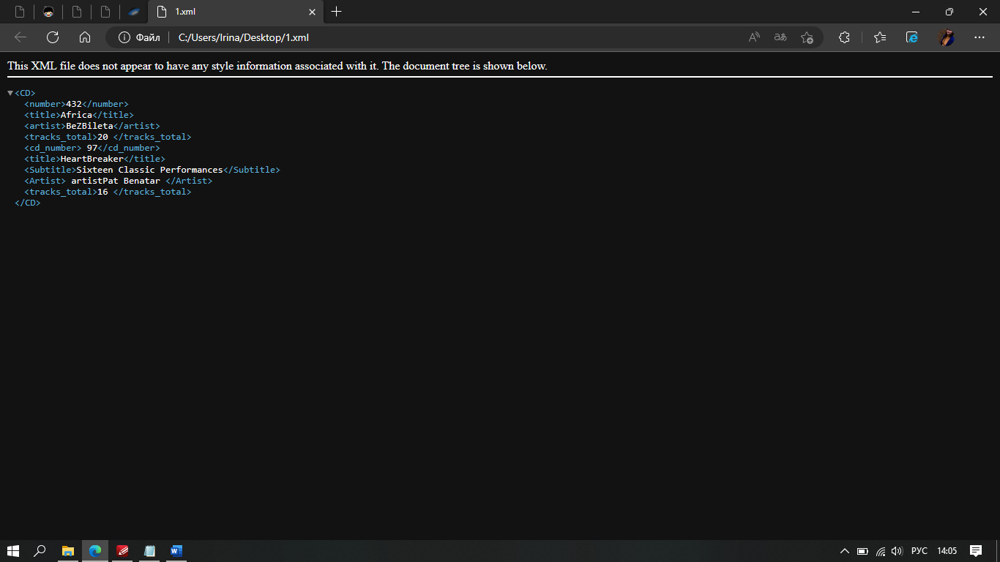 1.xml
Файл C:/Users/Irina/Desktop/1.xml
This XML file does not appear to have any style information associated with it. The document tree is shown below.
<CD>
<number>432</number>
<title>Africa</title>
<artist>BeZBileta</artist>
<tracks_total>20 </tracks_total>
<cd_number> 97</cd_number>
<title>HeartBreaker</title>
<Subtitle>Sixteen Classic Performances</Subtitle>
<Artist> artistPat Benatar </Artist>
<tracks_total>16 </tracks_total>
</CD>
РУС 14:05